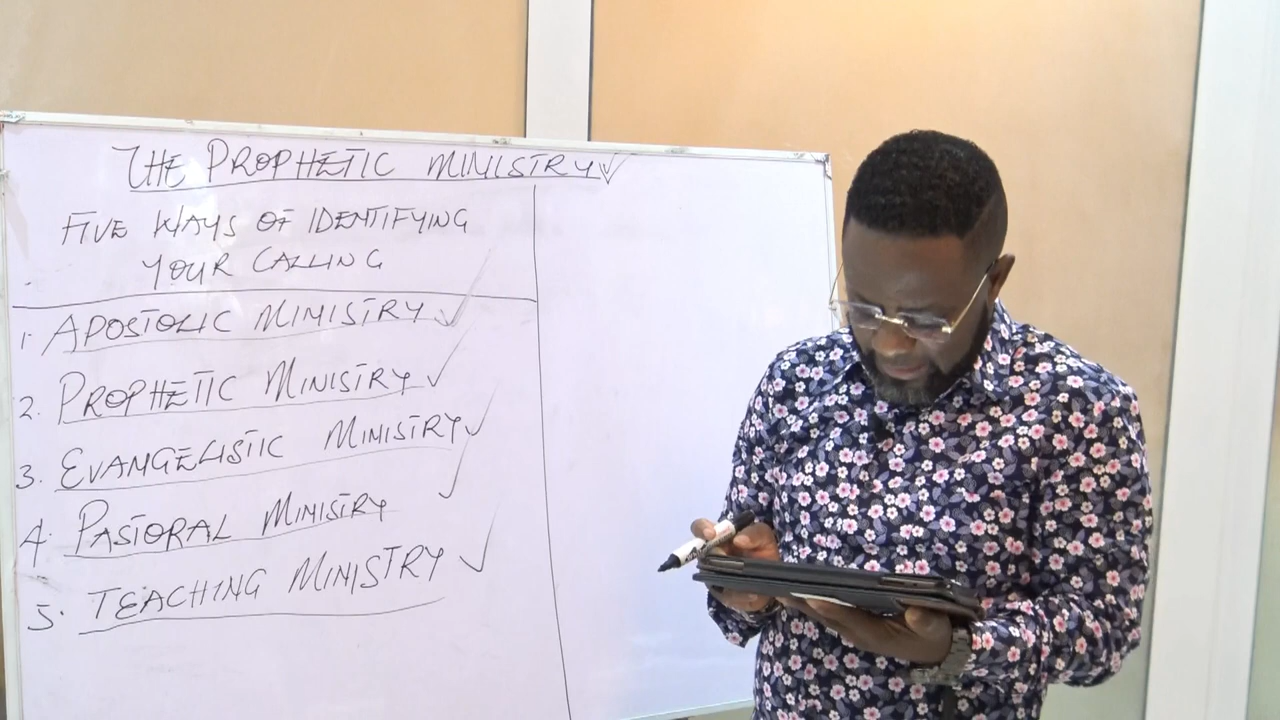 THE PROPHETIC MINISTRY
FIVE WAYS OF IDENTIFYING
YOUR CALLING
1. APOSTOLIC MINISTRY
2. PROPHETIC MINISTRY
3. EVANGELISTIC MINISTRY
4. PASTORAL MINISTRY
5. TEACHING MINISTRY